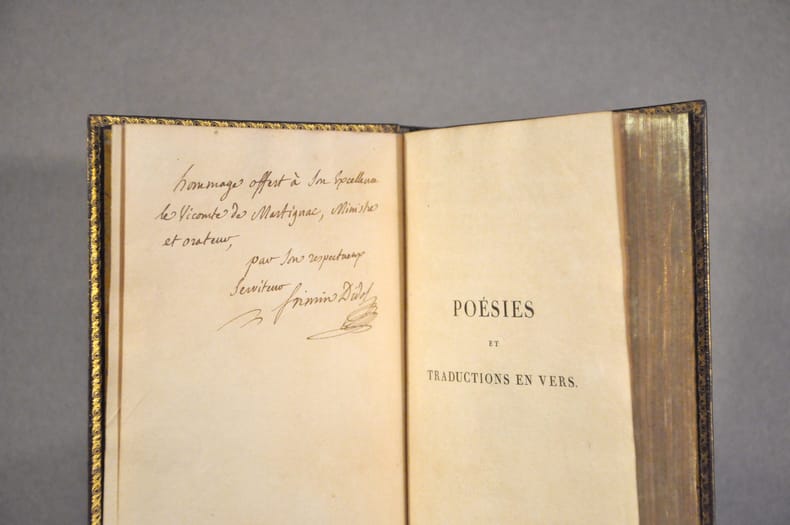 hommage offert à Son Excellence
le Vicomte de Martignac, Ministre
et orateur,
par Son respectueux
Serviteur
firmin Didot
POÉSIES
ET
TRADUCTIONS EN VERS.